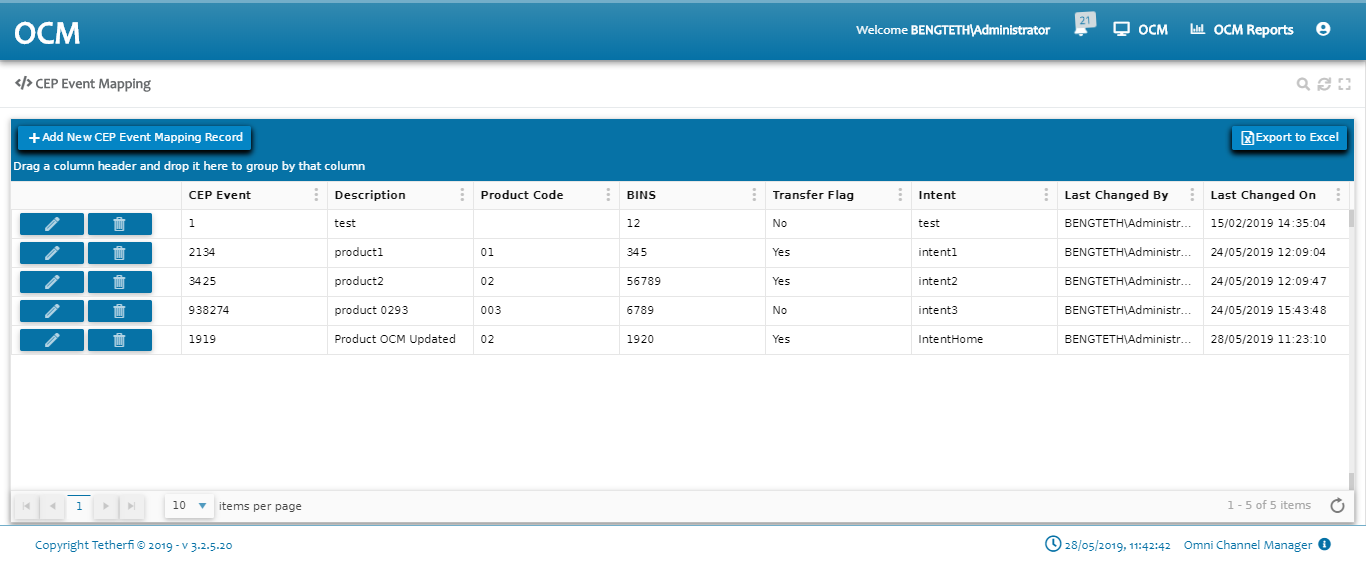 OCM
Welcome BENGTETH\Administrator
21
OCM
OCM Reports
</> CEP Event Mapping
+ Add New CEP Event Mapping Record
Export to Excel
Drag a column header and drop it here to group by that column
CEP Event Description Product Code BINS Transfer Flag Intent Last Changed By Last Changed On
1 test 12 No test BENGTETH\Administr... 15/02/2019 14:35:04
2134 product1 01 345 Yes intent1 BENGTETH\Administr... 24/05/2019 12:09:04
3425 product2 02 56789 Yes intent2 BENGTETH\Administr... 24/05/2019 12:09:47
938274 product 0293 003 6789 No intent3 BENGTETH\Administr... 24/05/2019 15:43:48
1919 Product OCM Updated 02 1920 Yes IntentHome BENGTETH\Administr... 28/05/2019 11:23:10
1 10 items per page 1 - 5 of 5 items
Copyright Tetherfi © 2019 - v 3.2.5.20
28/05/2019, 11:42:42 Omni Channel Manager